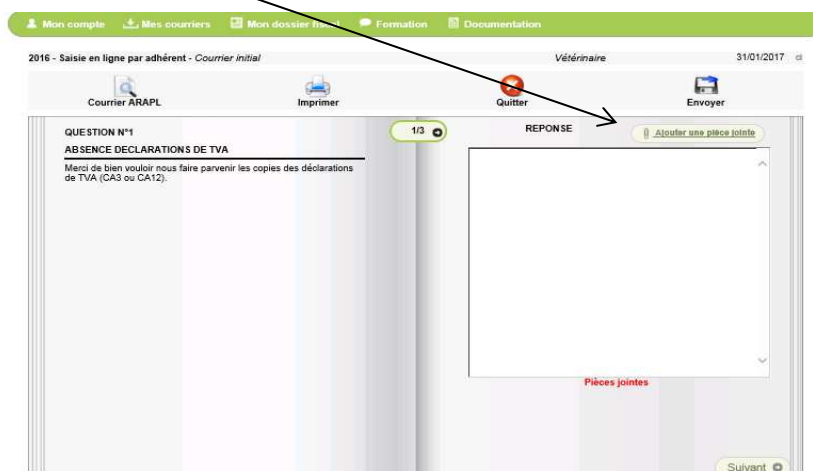 Mon compte Mes courriers Mon dossier fiscal Formation Documentation
2016 - Saisie en ligne par adhérent - Courrier initial Vétérinaire 31/01/2017
Courrier ARAPL Imprimer Quitter Envoyer
QUESTION N°1
ABSENCE DECLARATIONS DE TVA
Merci de bien vouloir nous faire parvenir les copies des déclarations
de TVA (CA3 ou CA12).
1/3
REPONSE Ajouter une pièce jointe
Pièces jointes
Suivant